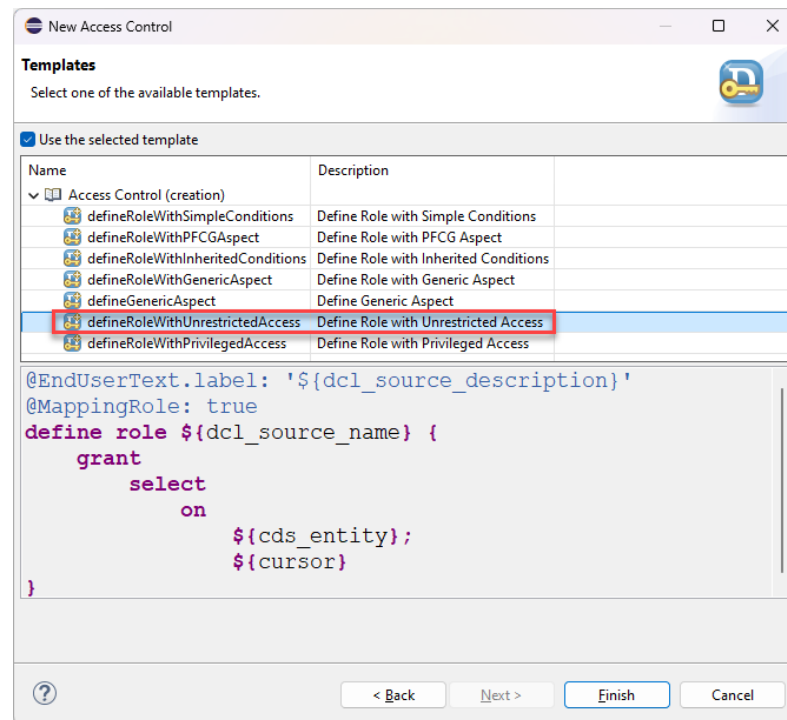 New Access Control
Templates
Select one of the available templates.
Use the selected template
Name Description
Access Control (creation)
defineRoleWithSimpleConditions Define Role with Simple Conditions
defineRoleWithPFCGAspect Define Role with PFCG Aspect
defineRoleWithInheritedConditions Define Role with Inherited Conditions
defineRoleWithGenericAspect Define Role with Generic Aspect
defineGenericAspect Define Generic Aspect
defineRoleWithUnrestrictedAccess Define Role with Unrestricted Access
defineRoleWithPrivilegedAccess Define Role with Privileged Access
@EndUserText.label: '${dcl_source_description}'
@MappingRole: true
define role ${dcl_source_name} {
grant
select
on
${cds_entity};
${cursor}
}
? < Back Next > Finish Cancel